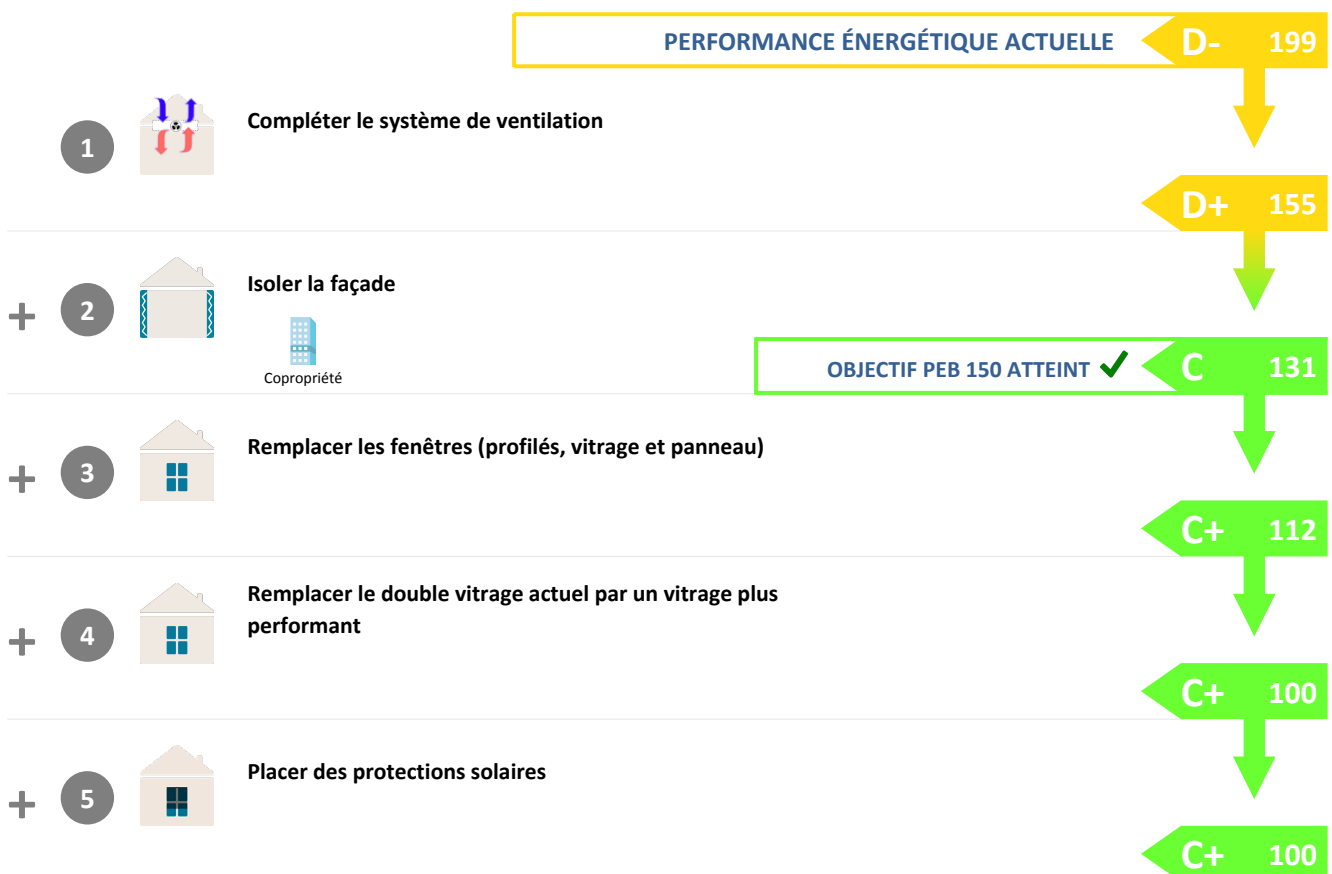 PERFORMANCE ÉNERGÉTIQUE ACTUELLE D- 199
1 Compléter le système de ventilation
D+ 155
+ 2 Isoler la façade
Copropriété
OBJECTIF PEB 150 ATTEINT ✓ C 131
+ 3 Remplacer les fenêtres (profilés, vitrage et panneau)
C+ 112
+ 4 Remplacer le double vitrage actuel par un vitrage plus
performant
C+ 100
+ 5 Placer des protections solaires
C+ 100